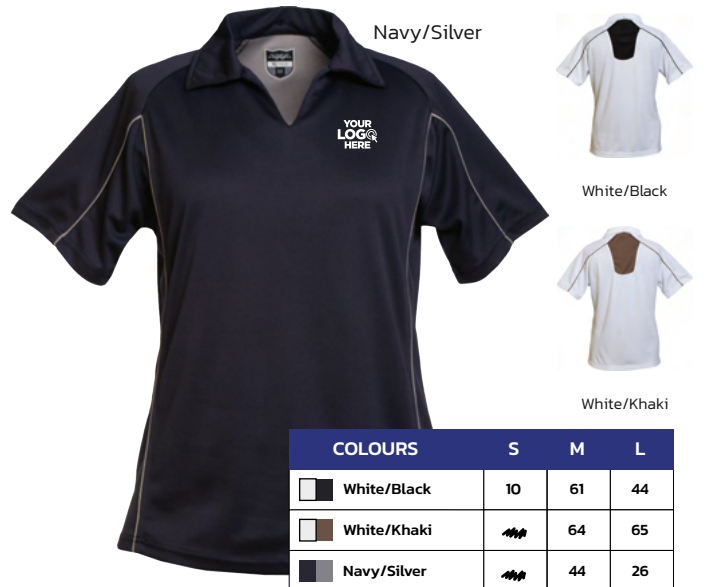 Navy/Silver
YOUR
LOGO
HERE
White/Black
White/Khaki
COLOURS S M L
White/Black 10 61 44
White/Khaki 64 65
Navy/Silver 44 26